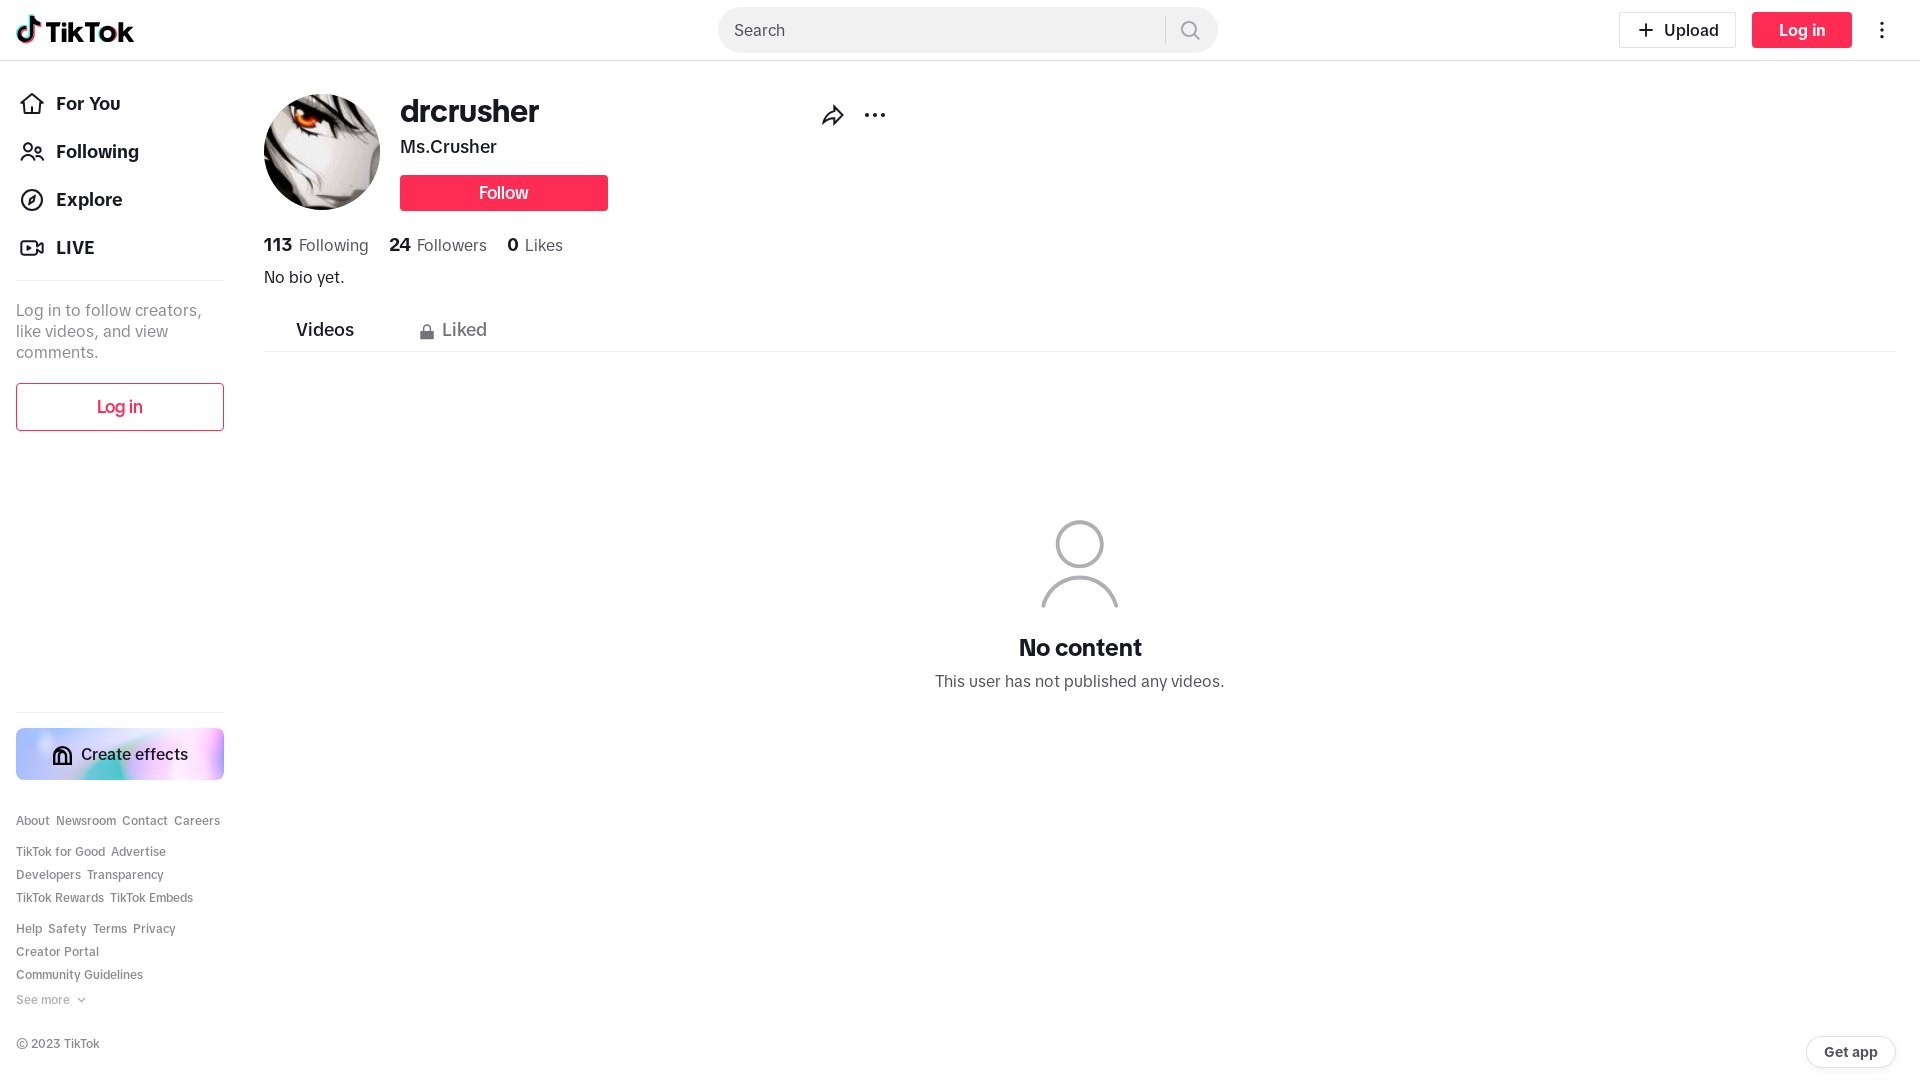 TikTok
Search
Upload
Log in
For You
Following
Explore
LIVE
Log in to follow creators,
like videos, and view
comments.
Log in
Create effects
About Newsroom Contact Careers
TikTok for Good Advertise
Developers Transparency
TikTok Rewards TikTok Embeds
Help Safety Terms Privacy
Creator Portal
Community Guidelines
See more
© 2023 TikTok
drcrusher
Ms.Crusher
Follow
113 Following 24 Followers 0 Likes
No bio yet.
Videos Liked
No content
This user has not published any videos.
Get app